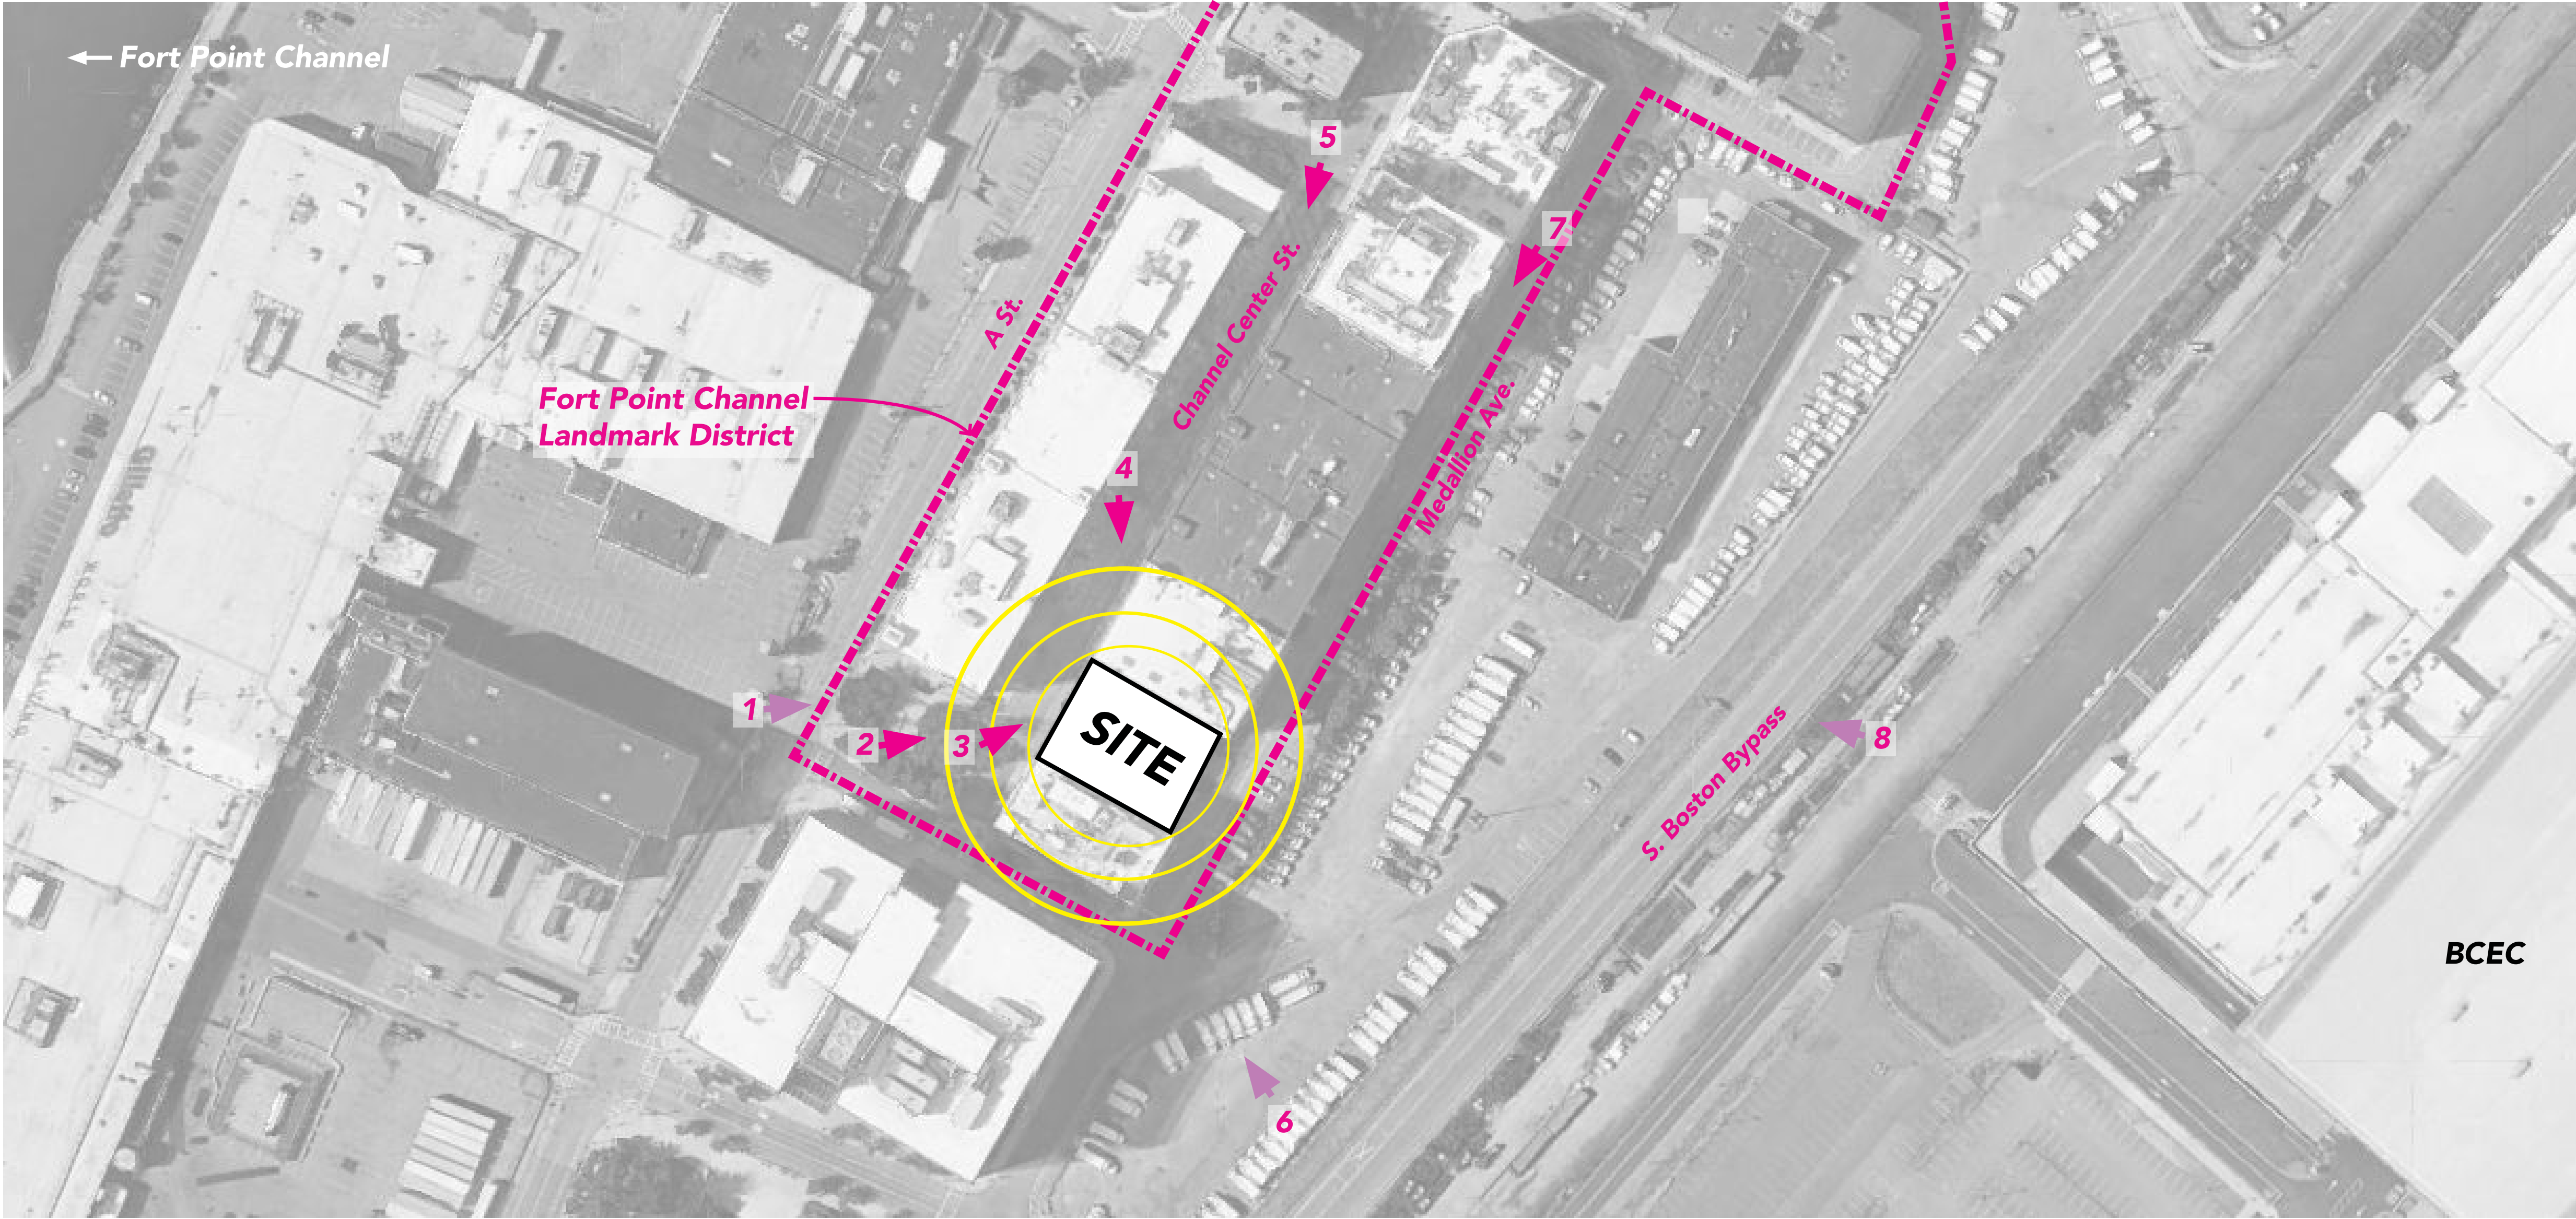 Fort Point Channel
5
7
A St.
Channel Center St.
Fort Point Channel
Landmark District
Medallion Ave.
4
Gillette
1
2
3
SITE
S. Boston Bypass
8
BCEC
6